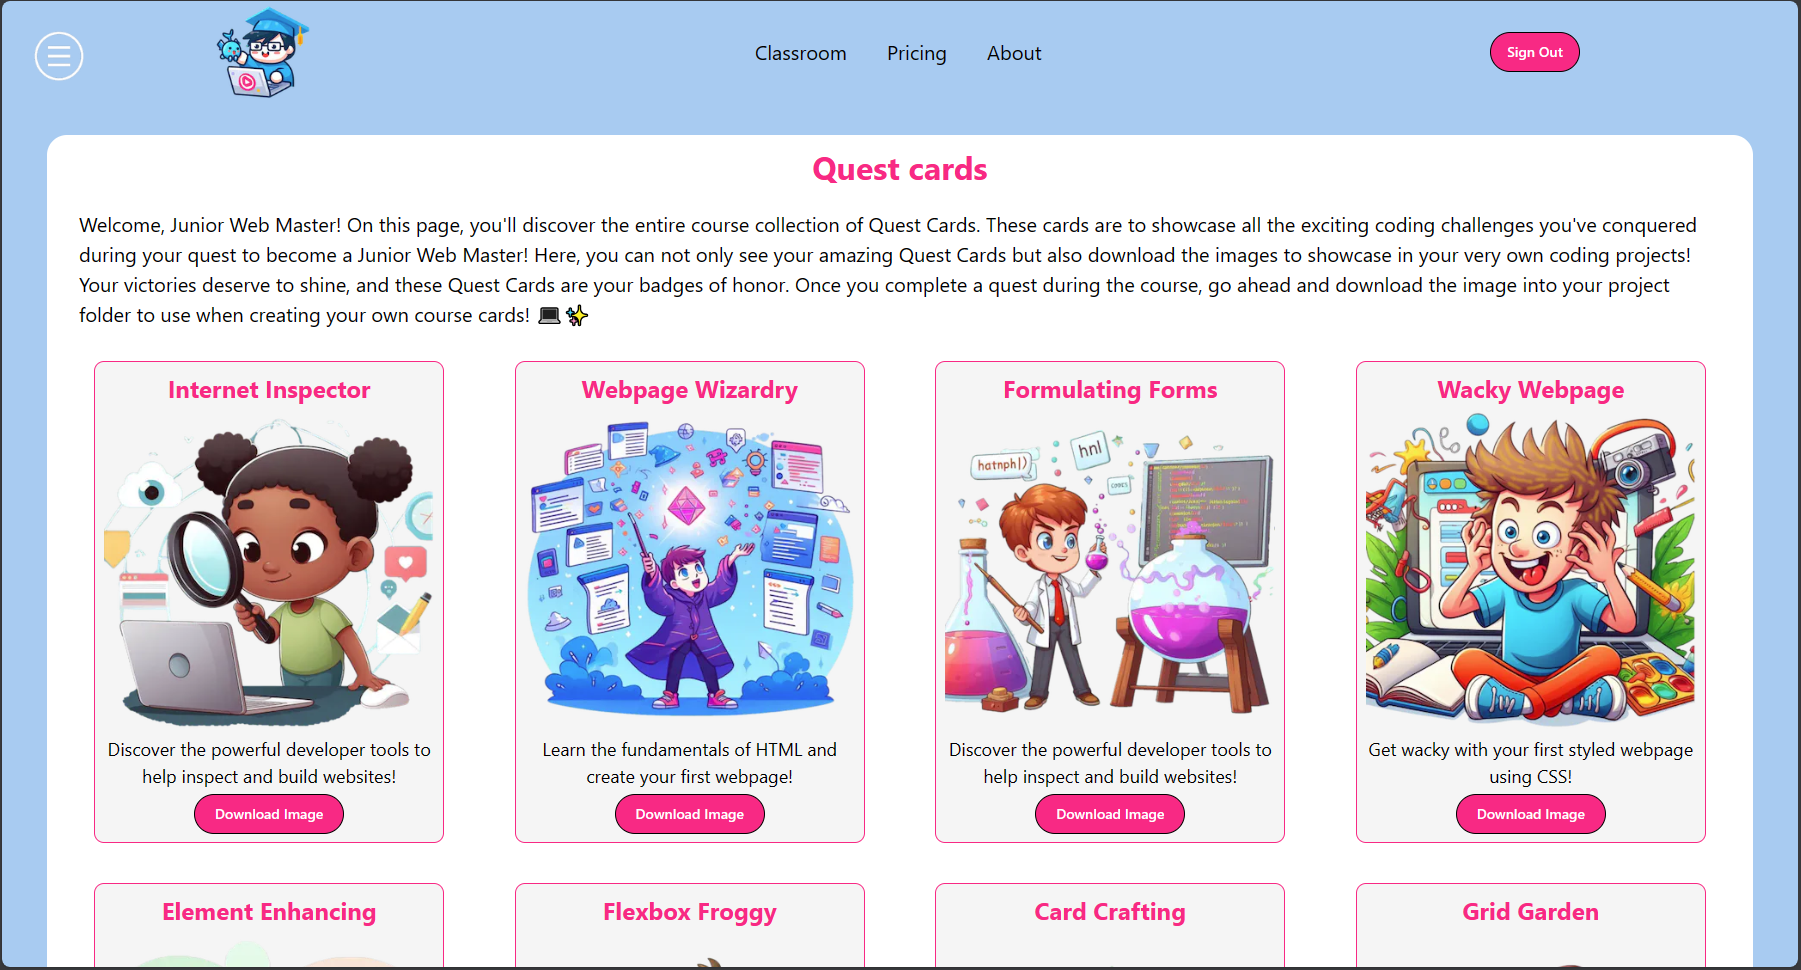 Classroom
Pricing
About
Sign Out
Quest cards
Welcome, Junior Web Master! On this page, you'll discover the entire course collection of Quest Cards. These cards are to showcase all the exciting coding challenges you've conquered
during your quest to become a Junior Web Master! Here, you can not only see your amazing Quest Cards but also download the images to showcase in your very own coding projects!
Your victories deserve to shine, and these Quest Cards are your badges of honor. Once you complete a quest during the course, go ahead and download the image into your project
folder to use when creating your own course cards! 💻✨
Internet Inspector
Discover the powerful developer tools to
help inspect and build websites!
Download Image
Webpage Wizardry
Learn the fundamentals of HTML and
create your first webpage!
Download Image
Formulating Forms
hatnph|)
hnl
CODES
Discover the powerful developer tools to
help inspect and build websites!
Download Image
Wacky Webpage
Get wacky with your first styled webpage
using CSS!
Download Image
Element Enhancing
Flexbox Froggy
Card Crafting
Grid Garden